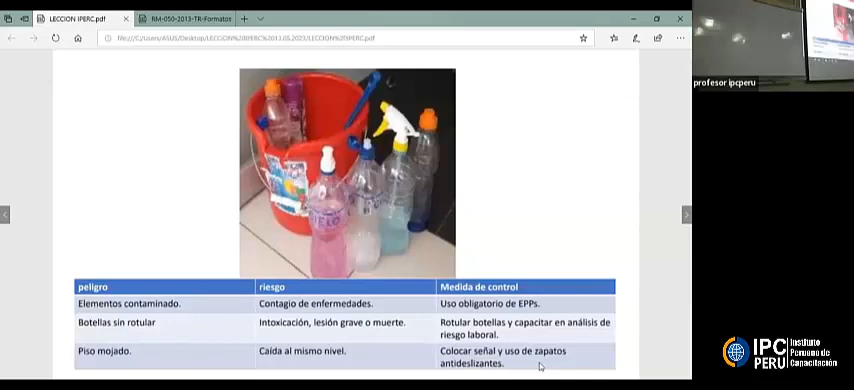 LECCION IPERC.pdf
RM-050-2013-TR-Formatos
file:///C:/Users/ASUS/Desktop/LECCION%20IPERC%2013.05.2023/LECCION%20IPERC.pdf
profesor ipcperu
CIELO
peligro riesgo Medida de control
Elementos contaminado. Contagio de enfermedades. Uso obligatorio de EPPs.
Botellas sin rotular Intoxicación, lesión grave o muerte. Rotular botellas y capacitar en análisis de
riesgo laboral.
Piso mojado. Caída al mismo nivel. Colocar señal y uso de zapatos
antideslizantes.
IPC PERU Instituto
Peruano de
Capacitación